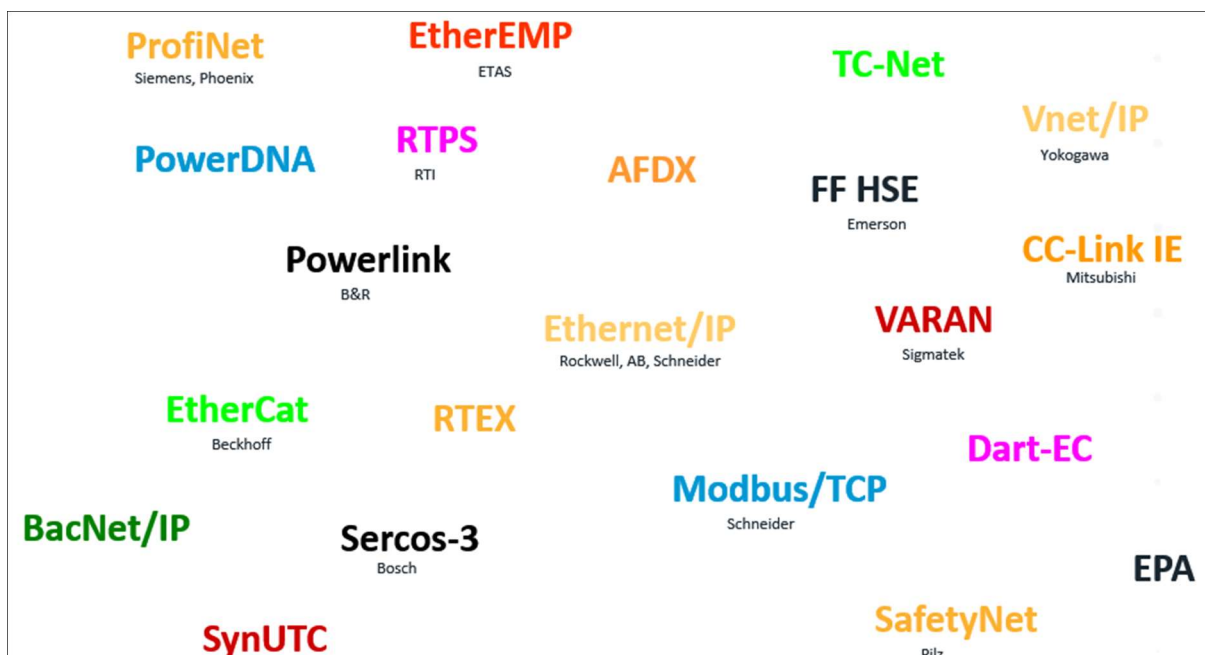 ProfiNet
Siemens, Phoenix
EtherEMP
ETAS
TC-Net
Vnet/IP
Yokogawa
PowerDNA
RTPS
RTI
AFDX
FF HSE
Emerson
Powerlink
B&R
CC-Link IE
Mitsubishi
Ethernet/IP
Rockwell, AB, Schneider
VARAN
Sigmatek
EtherCat
Beckhoff
RTEX
Dart-EC
Modbus/TCP
Schneider
BacNet/IP
Sercos-3
Bosch
EPA
SynUTC
SafetyNet
Pilz